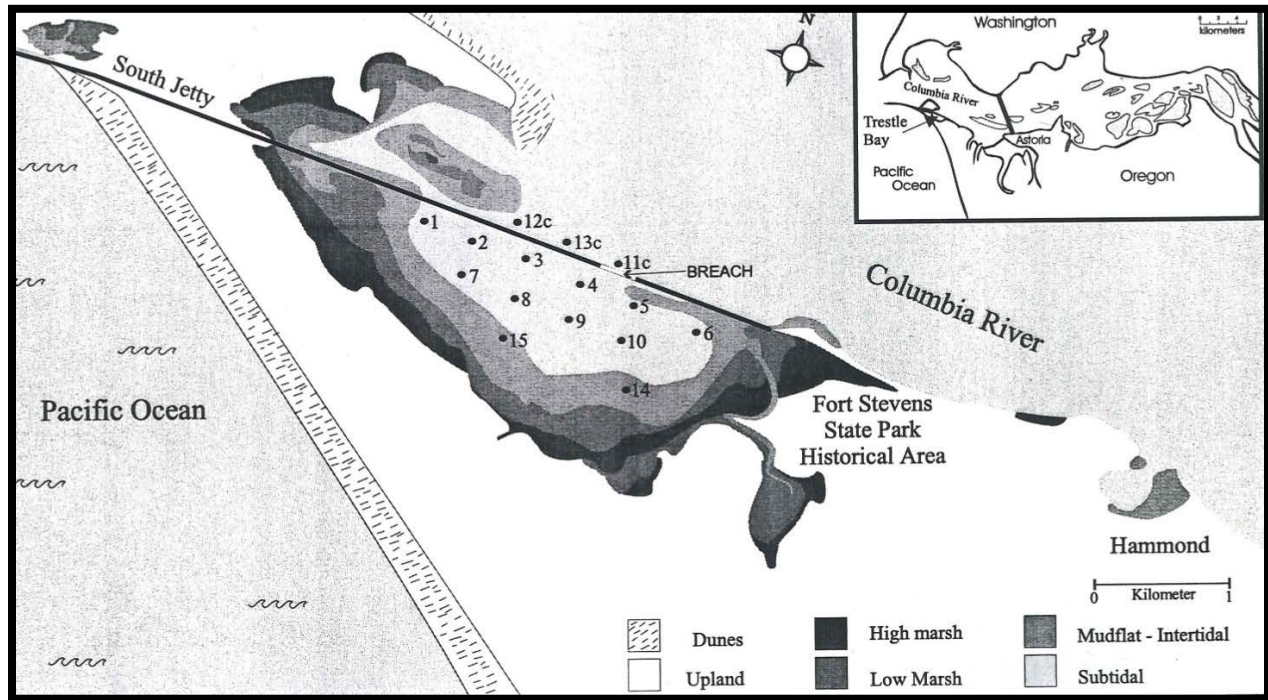 N
South Jetty
Washington
kilometers
Columbia River
Trestle
Bay
Astoria
Pacific
Ocean
Oregon
1
12c
2
13c
3
11c
BREACH
7
4
8
5
9
6
15
10
14
Columbia River
Pacific Ocean
Fort Stevens
State Park
Historical Area
Hammond
0 Kilometer 1
Dunes
High marsh
Mudflat - Intertidal
Upland
Low Marsh
Subtidal